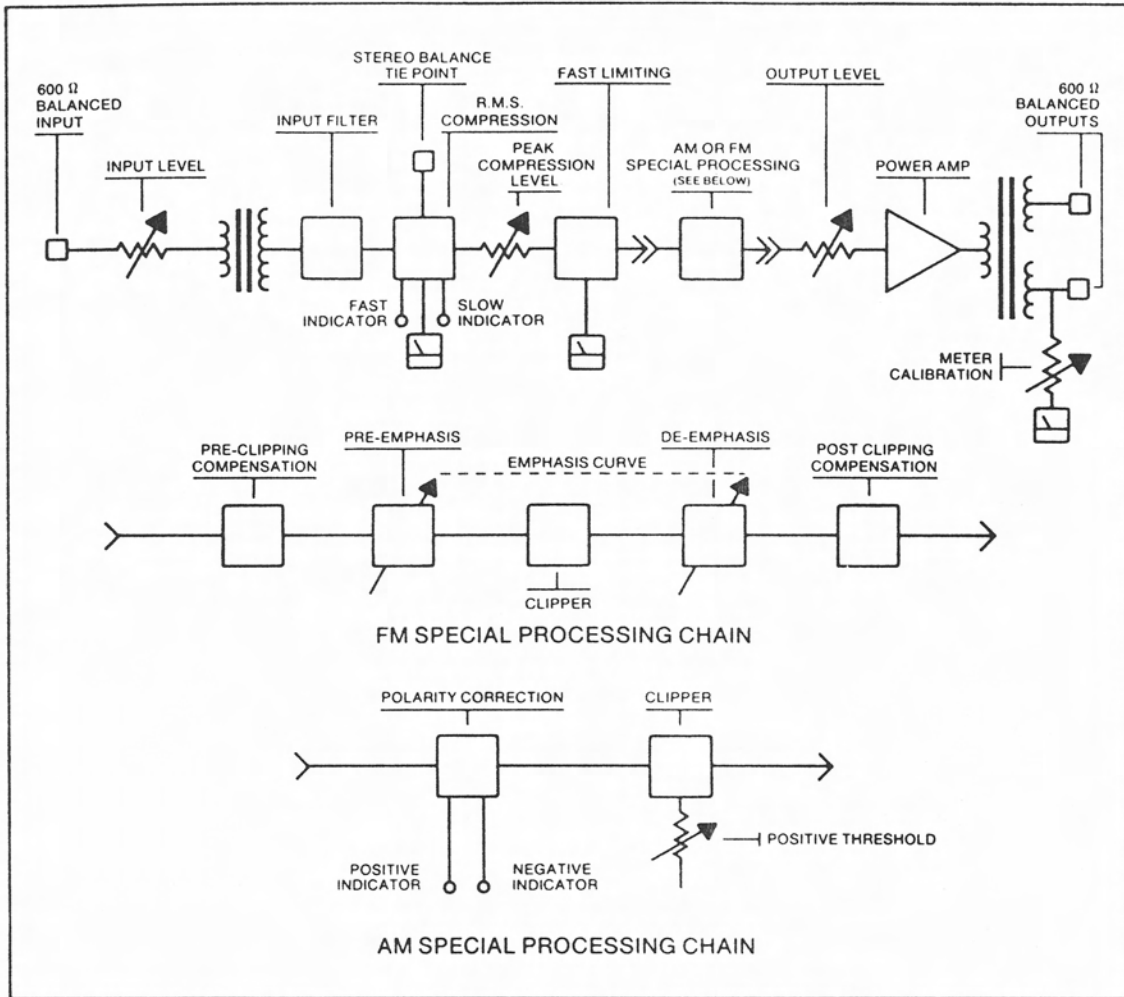 600 Ω
BALANCED
INPUT
INPUT LEVEL
INPUT FILTER
STEREO BALANCE
TIE POINT
R.M.S.
COMPRESSION
PEAK
COMPRESSION
LEVEL
FAST LIMITING
AM OR FM
SPECIAL PROCESSING
(SEE BELOW)
OUTPUT LEVEL
POWER AMP
600 Ω
BALANCED
OUTPUTS
FAST
INDICATOR
SLOW
INDICATOR
METER
CALIBRATION
PRE-CLIPPING
COMPENSATION
PRE-EMPHASIS
EMPHASIS CURVE
DE-EMPHASIS
POST CLIPPING
COMPENSATION
CLIPPER
FM SPECIAL PROCESSING CHAIN
POLARITY CORRECTION
CLIPPER
POSITIVE THRESHOLD
POSITIVE
INDICATOR
NEGATIVE
INDICATOR
AM SPECIAL PROCESSING CHAIN